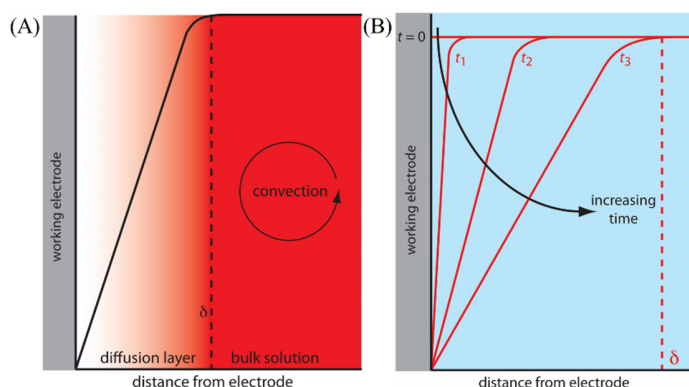 (A)
working electrode
convection
δ
diffusion layer
bulk solution
distance from electrode
(B)
t = 0
t1
t2
t3
working electrode
increasing
time
δ
distance from electrode